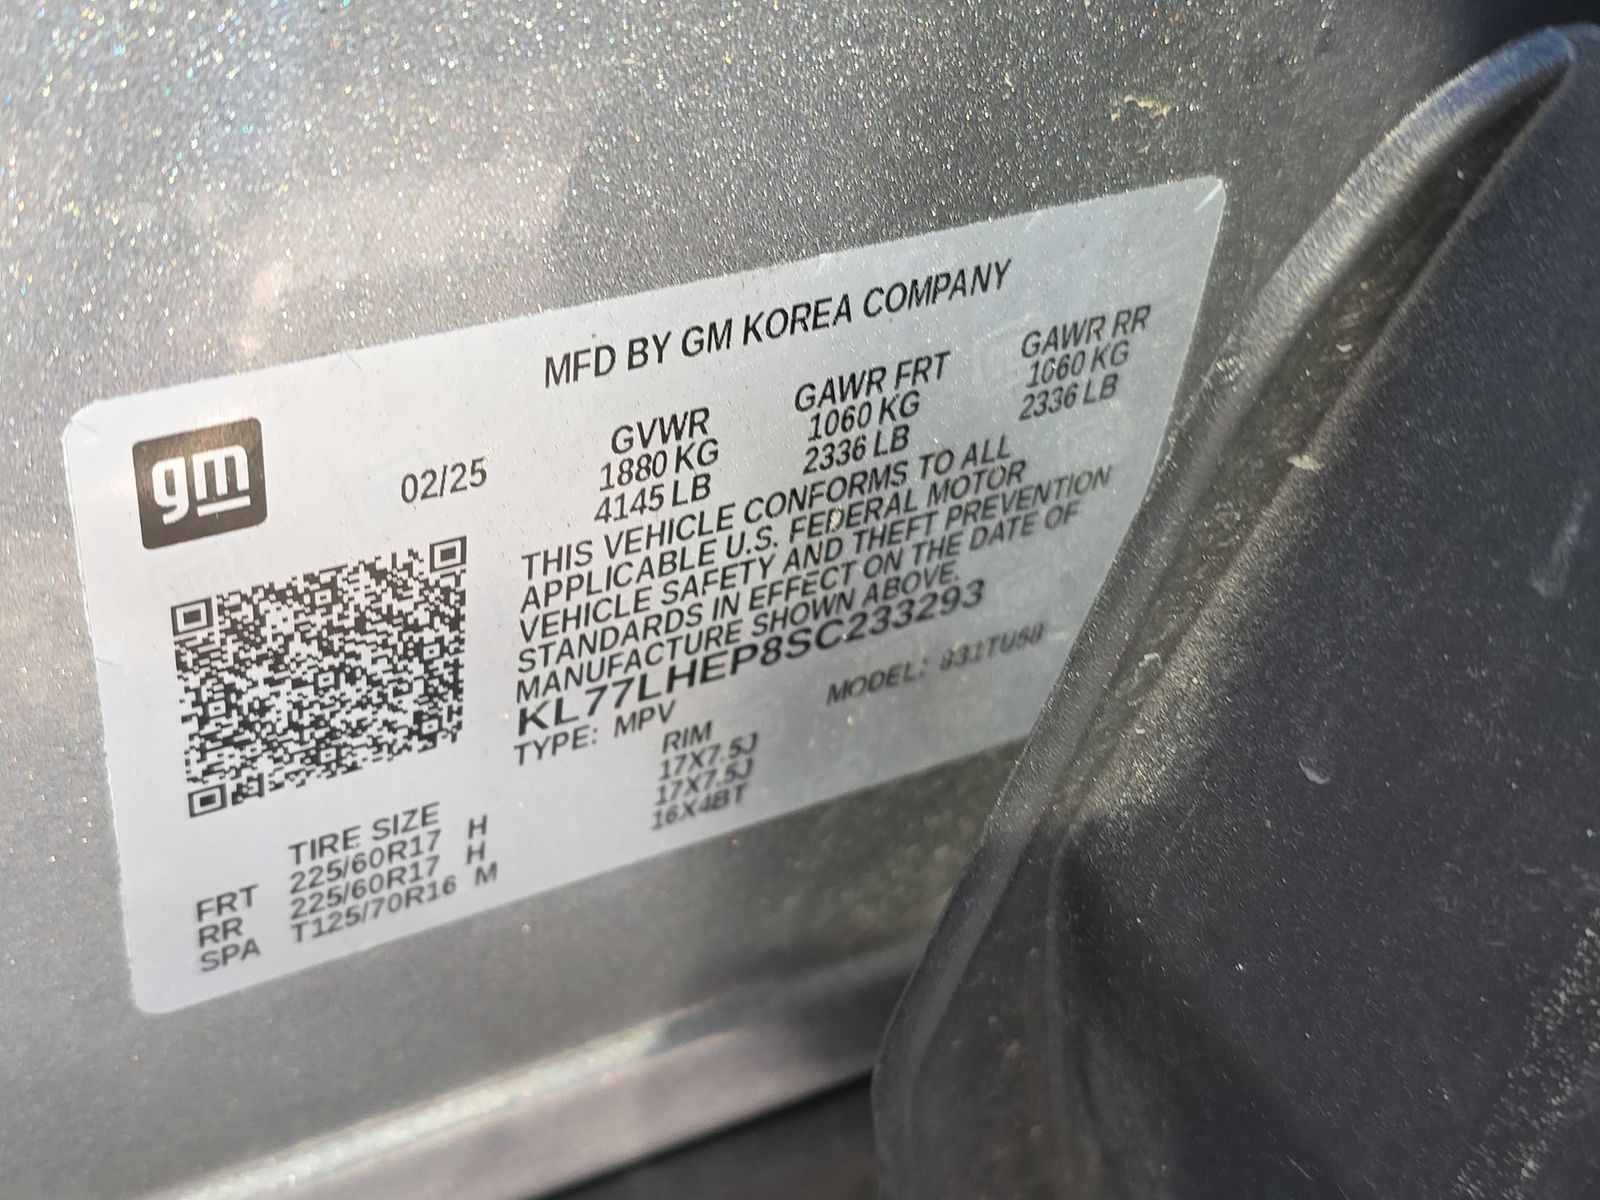 MFD BY GM KOREA COMPANY
gm
02/25
GVWR GAWR FRT GAWR RR
1880 KG 1060 KG 1060 KG
4145 LB 2336 LB 2336 LB
THIS VEHICLE CONFORMS TO ALL
APPLICABLE U.S. FEDERAL MOTOR
VEHICLE SAFETY AND THEFT PREVENTION
STANDARDS IN EFFECT ON THE DATE OF
MANUFACTURE SHOWN ABOVE.
KL77LHEP8SC233293
TYPE: MPV MODEL:
TIRE SIZE RIM
FRT 225/60R17 H 17X7.5J
RR 225/60R17 H 17X7.5J
SPA T125/70R16 M 16X4BT